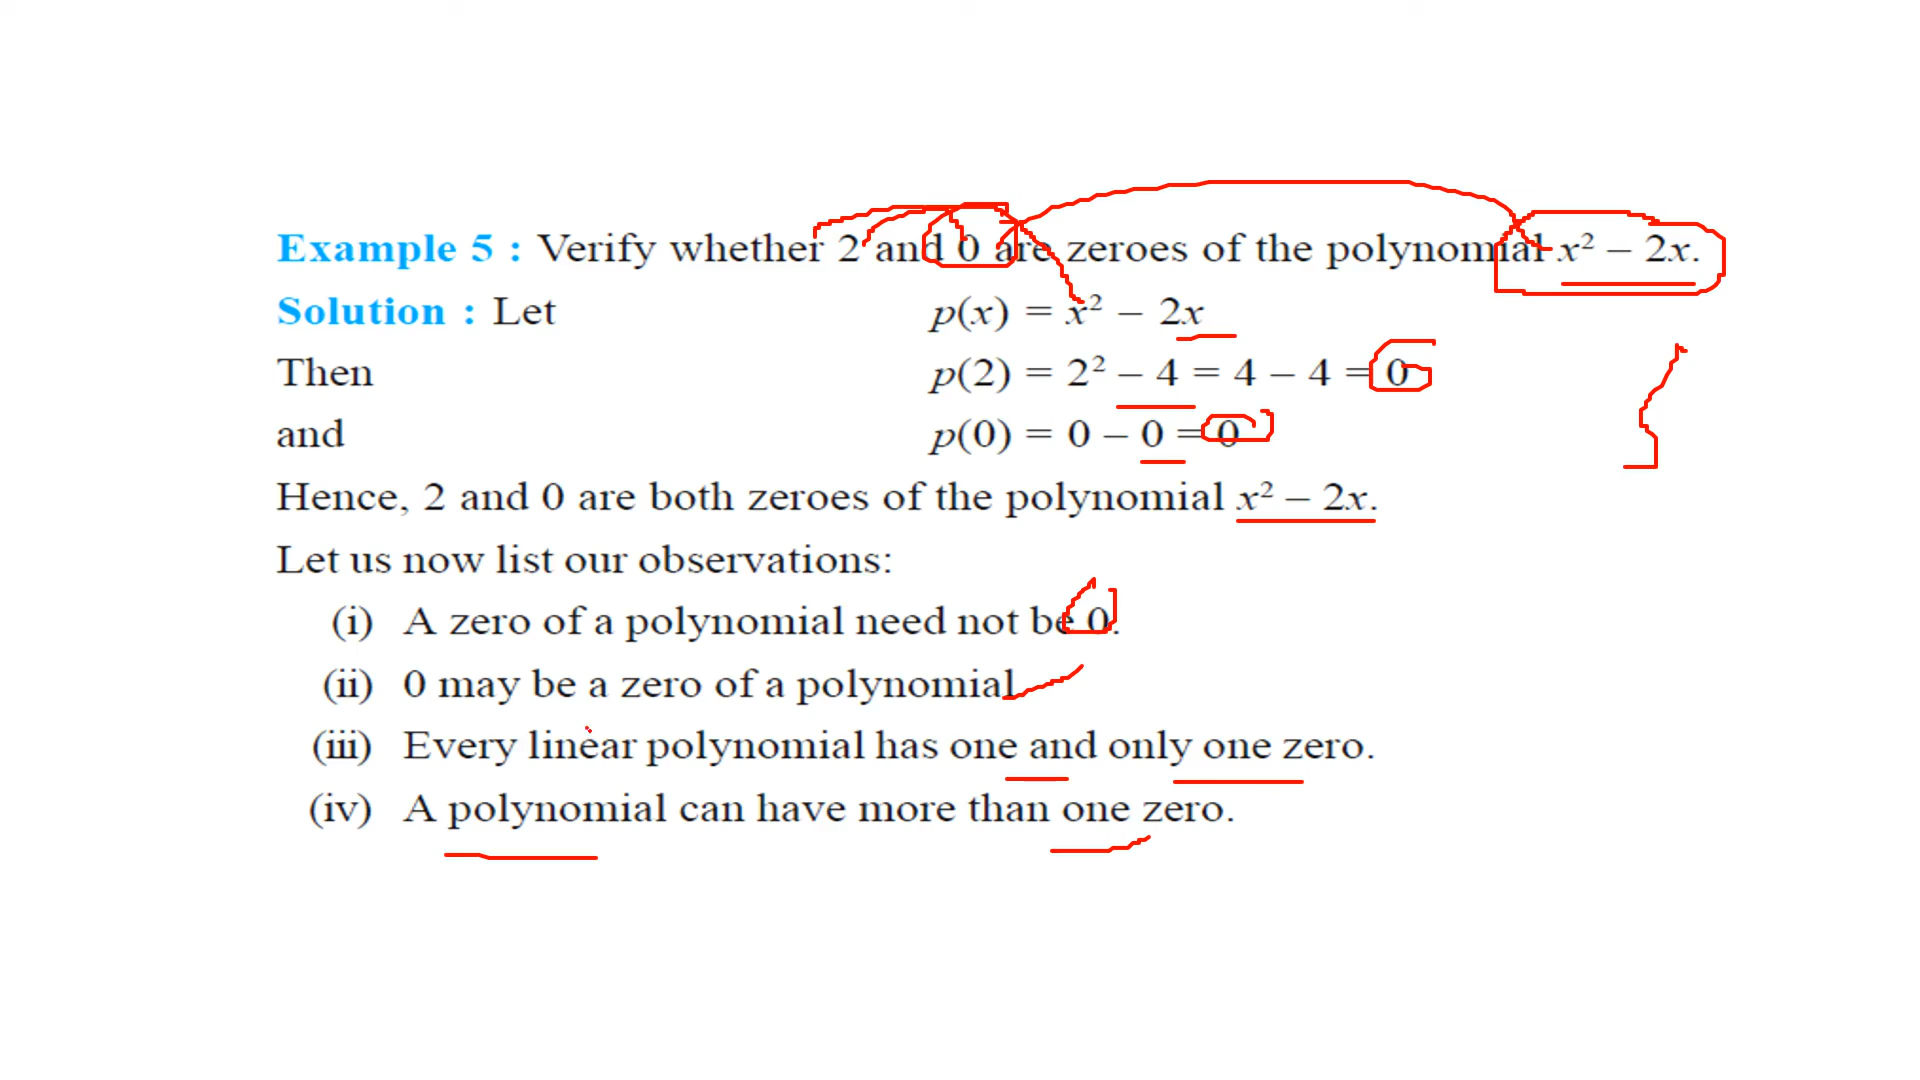 Example 5 : Verify whether 2 and 0 are zeroes of the polynomial x² – 2x.
Solution : Let p(x) = x² – 2x
Then p(2) = 2² – 4 = 4 – 4 = 0
and p(0) = 0 – 0 = 0
Hence, 2 and 0 are both zeroes of the polynomial x² – 2x.
Let us now list our observations:
(i) A zero of a polynomial need not be 0.
(ii) 0 may be a zero of a polynomial.
(iii) Every linear polynomial has one and only one zero.
(iv) A polynomial can have more than one zero.